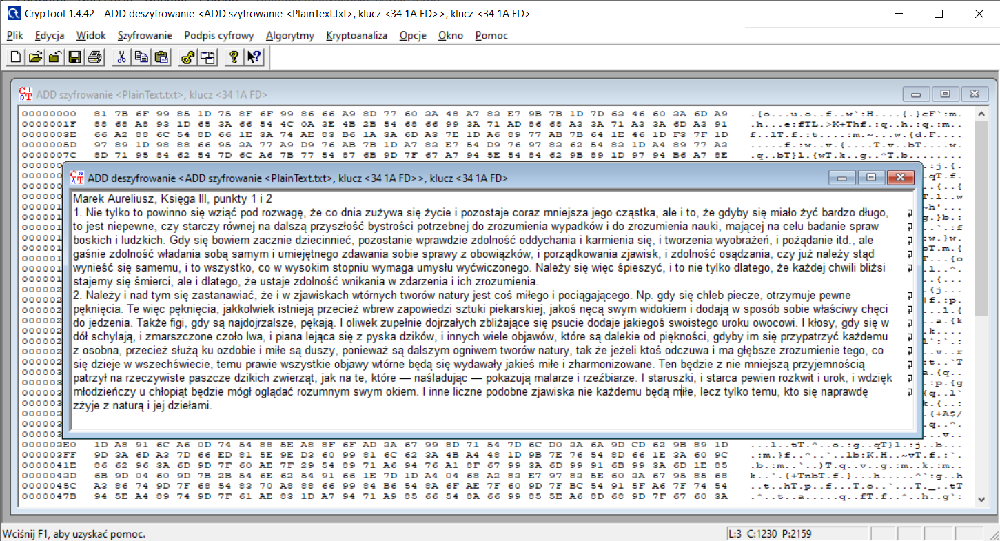 CrypTool 1.4.42 - ADD deszyfrowanie <ADD szyfrowanie <PlainText.txt>, klucz <34 1A FD>>, klucz <34 1A FD>
Plik Edycja Widok Szyfrowanie Podpis cyfrowy Algorytmy Kryptoanaliza Opcje Okno Pomoc
ADD szyfrowanie <PlainText.txt>, klucz <34 1A FD>
00000000 81 7B 6F 99 85 1D 75 8F 6F 99 86 66 A9 8D 77 60 3A 48 A7 83 E7 9B 7B 1D 7D 63 46 60 3A 6D A9 .{o...u.o..f..w`:H....{.}cF`:m.
0000001F 88 68 A8 93 1D 65 3A 66 54 4C 0A 3E 4B 2B 54 68 66 99 3A 71 AD 86 68 A3 3A 71 A3 3A 6D A3 91 .h...e:fTL.>K+Thf.:q..h.:q.:m..
0000003E 66 A2 88 6C 54 8D 66 1E 3A 74 AE 83 B6 1A 3A 6D A3 7E 1D A6 89 77 AB 7B 64 1E 46 1D F3 7F 1D f..lT.f.:t....:m.~...w.{d.F....
0000005D 97 89 1D 98 88 66 95 3A 77 A9 D9 76 AB 7B 1D A7 83 E7 54 D9 76 97 83 62 54 83 1D A4 89 77 A3 .....f.:w..v.{....T.v..bT....w.
0000007C 8D 71 95 84 62 54 7D 6C A6 7B 77 54 87 6B 9D 7F 67 A7 94 5E 54 84 62 9B 89 1D 97 94 B6 A7 8E .q..bT}l.{wT.k..g..^T.b........
ADD deszyfrowanie <ADD szyfrowanie <PlainText.txt>, klucz <34 1A FD>>, klucz <34 1A FD>
Marek Aureliusz, Księga III, punkty 1 i 2
1. Nie tylko to powinno się wziąć pod rozwagę, że co dnia zużywa się życie i pozostaje coraz mniejsza jego cząstka, ale i to, że gdyby się miało żyć bardzo długo,
to jest niepewne, czy starczy równej na dalszą przyszłość bystrości potrzebnej do zrozumienia wypadków i do zrozumienia nauki, mającej na celu badanie spraw
boskich i ludzkich. Gdy się bowiem zacznie dziecinnieć, pozostanie wprawdzie zdolność oddychania i karmienia się, i tworzenia wyobrażeń, i pożądanie itd., ale
gaśnie zdolność władania sobą samym i umiejętnego zdawania sobie sprawy z obowiązków, i porządkowania zjawisk, i zdolność osądzania, czy już należy stąd
wynieść się samemu, i to wszystko, co w wysokim stopniu wymaga umysłu wyćwiczonego. Należy się więc śpieszyć, i to nie tylko dlatego, że każdej chwili bliżsi
stajemy się śmierci, ale i dlatego, że ustaje zdolność wnikania w zdarzenia i ich zrozumienia.
2. Należy i nad tym się zastanawiać, że i w zjawiskach wtórnych tworów natury jest coś miłego i pociągającego. Np. gdy się chleb piecze, otrzymuje pewne
pęknięcia. Te więc pęknięcia, jakkolwiek istnieją przecież wbrew zapowiedzi sztuki piekarskiej, jakoś nęcą swym widokiem i dodają w sposób sobie właściwy chęci
do jedzenia. Także figi, gdy są najdojrzalsze, pękają. I oliwek zupełnie dojrzałych zbliżające się psucie dodaje jakiegoś swoistego uroku owocowi. I kłosy, gdy się w
dół schylają, i zmarszczone czoło lwa, i piana lejąca się z pyska dzików, i innych wiele objawów, które są dalekie od piękności, gdyby im się przypatrzyć każdemu
z osobna, przecież służą ku ozdobie i miłe są duszy, ponieważ są dalszym ogniwem tworów natury, tak że jeżeli ktoś odczuwa i ma głębsze zrozumienie tego, co
się dzieje w wszechświecie, temu prawie wszystkie objawy wtórne będą się wydawały jakieś miłe i zharmonizowane. Ten będzie z nie mniejszą przyjemnością
patrzył na rzeczywiste paszcze dzikich zwierząt, jak na te, które — naśladując — pokazują malarze i rzeźbiarze. I staruszki, i starca pewien rozkwit i urok, i wdzięk
młodzieńczy u chłopiąt będzie mógł oglądać rozumnym swym okiem. I inne liczne podobne zjawiska nie każdemu będą miłe, lecz tylko temu, kto się naprawdę
zżyje z naturą i jej dziełami.
000003E0 1D A8 91 6C A6 0D 74 54 88 5E A8 8F 6F AD 3A 67 99 8D 71 54 7D 6C D0 3A 6A 9D CD 62 9B 89 1D ...l..tT.^..o.:g..qT}l.:j..b...
000003FF 9D 3A 6D A3 7D 66 ED 81 5E 9E D3 60 99 81 6C 62 3A 4B A4 48 1D 9B 7E 76 54 8D 66 1E 3A 60 9C .:m.}f..^..`..lb:K.H..~vT.f.:`.
0000041E 86 62 96 3A 6D 9D 7F 60 AE 7F 29 54 89 71 A6 94 76 A1 8F 67 99 3A 6D 99 91 6B 99 3A 6D 1E 85 .b.:m..`..)T.q..v..g.:m..k.:m..
0000043D 6B 9D 04 60 9D 7B 2B 54 6E 62 54 91 66 1E 7D 1D A4 04 68 A2 83 E7 97 83 5E 60 3A 67 95 85 68 k..`.{+TnbT.f.}...h.....^`:g..h
0000045C A3 86 74 9D 7F 68 54 83 70 A8 88 66 99 84 B6 54 8A 6F AE 7F 60 9D 7F BC 54 91 5F A6 7F 74 54 ..t..hT.p..f...T.o..`...T._..tT
0000047B 94 5E A4 89 74 9D 7F 61 AE 83 1D A7 94 71 A9 85 66 54 8A 66 99 85 5E A6 8D 68 9D 7F 67 60 3A .^..t..a.....q..fT.f..^..h..g`:
Wciśnij F1, aby uzyskać pomoc.
L:3 C:1230 P:2159